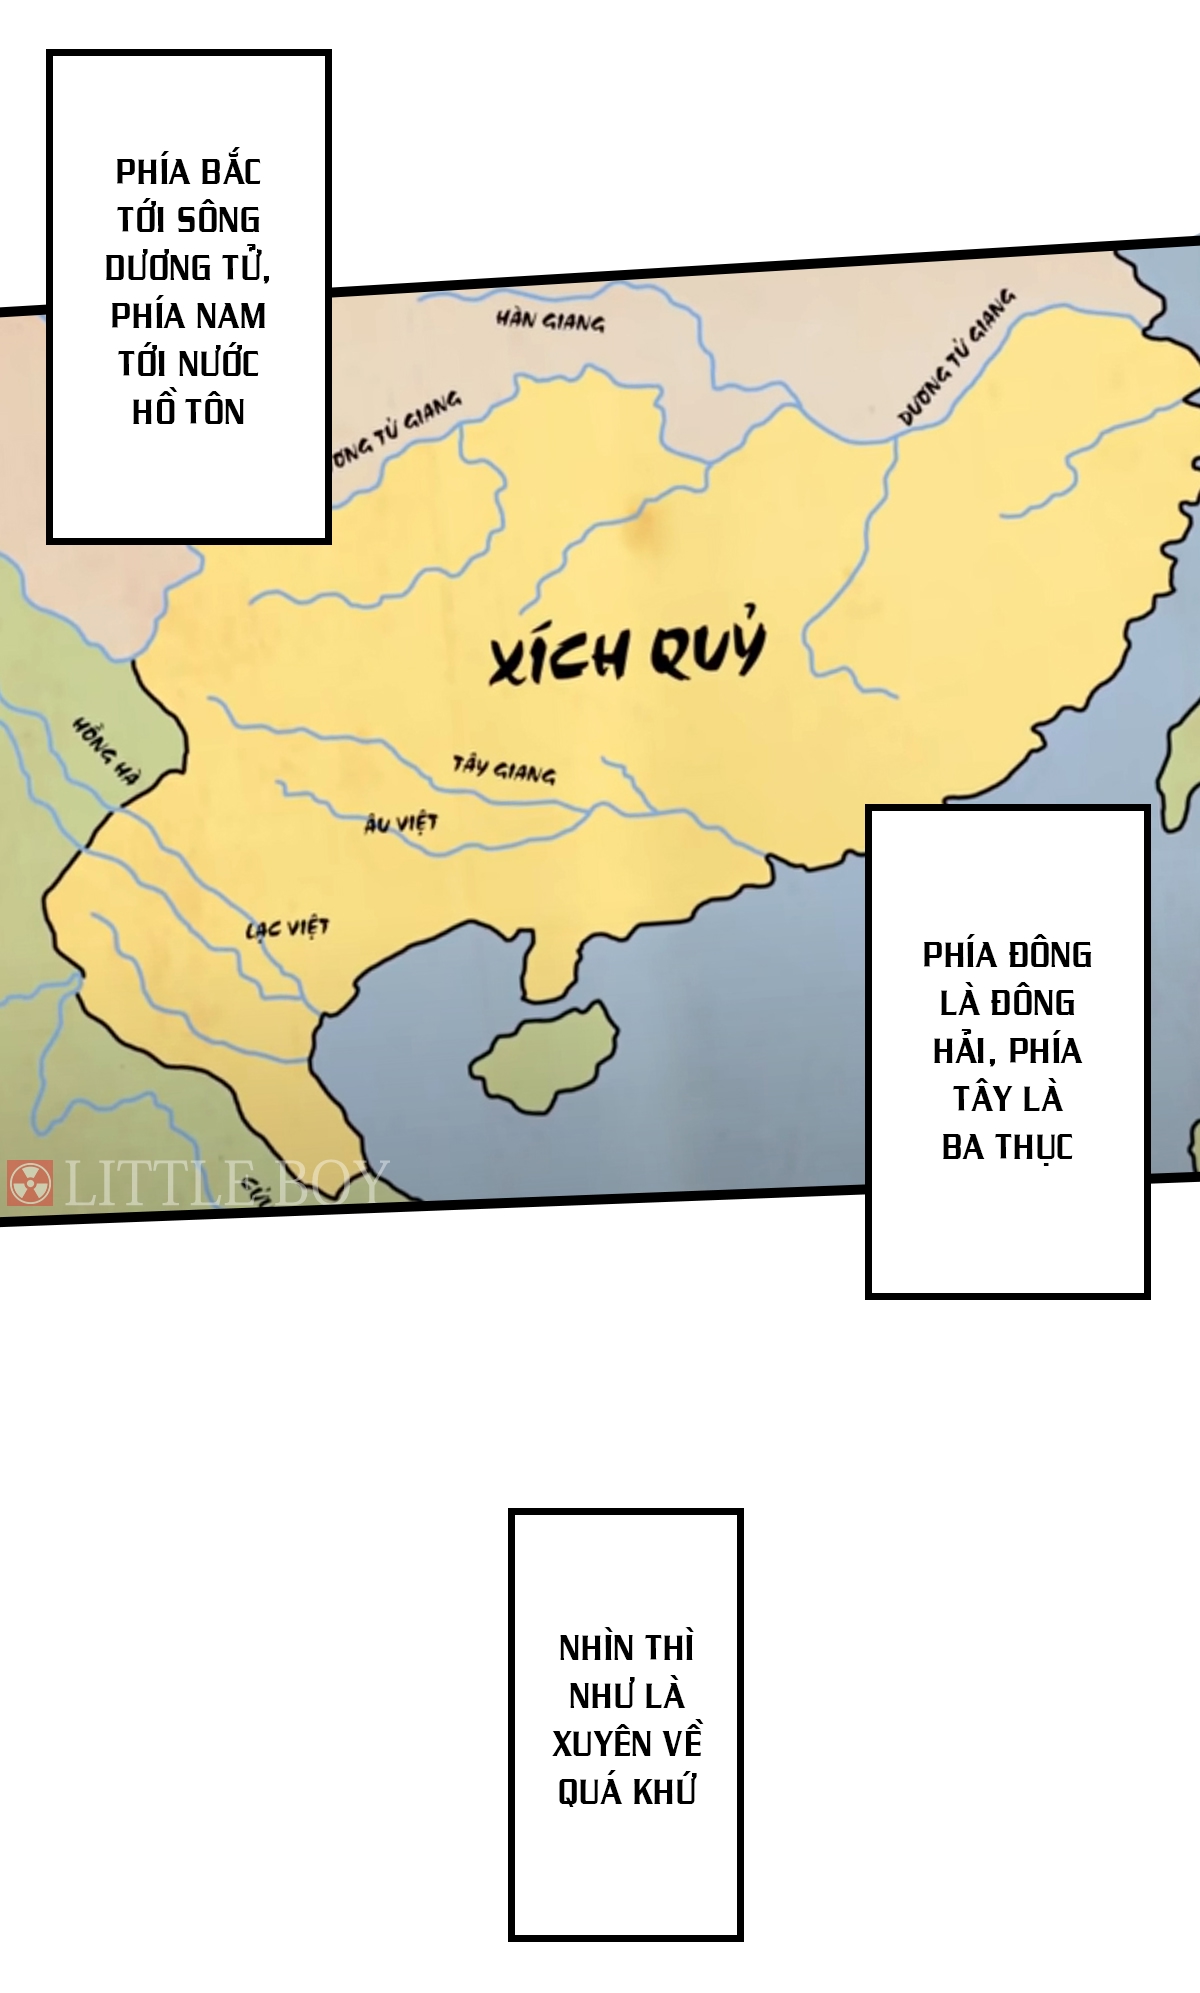 PHÍA BẮC
TỚI SÔNG
DƯƠNG TỬ,
PHÍA NAM
TỚI NƯỚC
HỒ TÔN
HÀN GIANG
DƯƠNG TỬ GIANG
ƯƠNG TỬ GIANG
XÍCH QUỶ
HỒNG HÀ
TÂY GIANG
ÂU VIỆT
LẠC VIỆT
PHÍA ĐÔNG
LÀ ĐÔNG
HẢI, PHÍA
TÂY LÀ
BA THỤC
LITTLE BOY
NHÌN THÌ
NHƯ LÀ
XUYÊN VỀ
QUÁ KHỨ